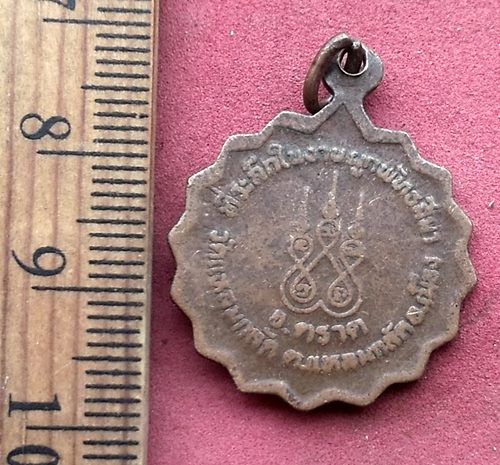 7
8
9
10
ที่ระลึกในงานผูกพัทธสีมา
วัดแหลมกลัด ต.แหลมกลัด อ.เมือง
จ.ตราด